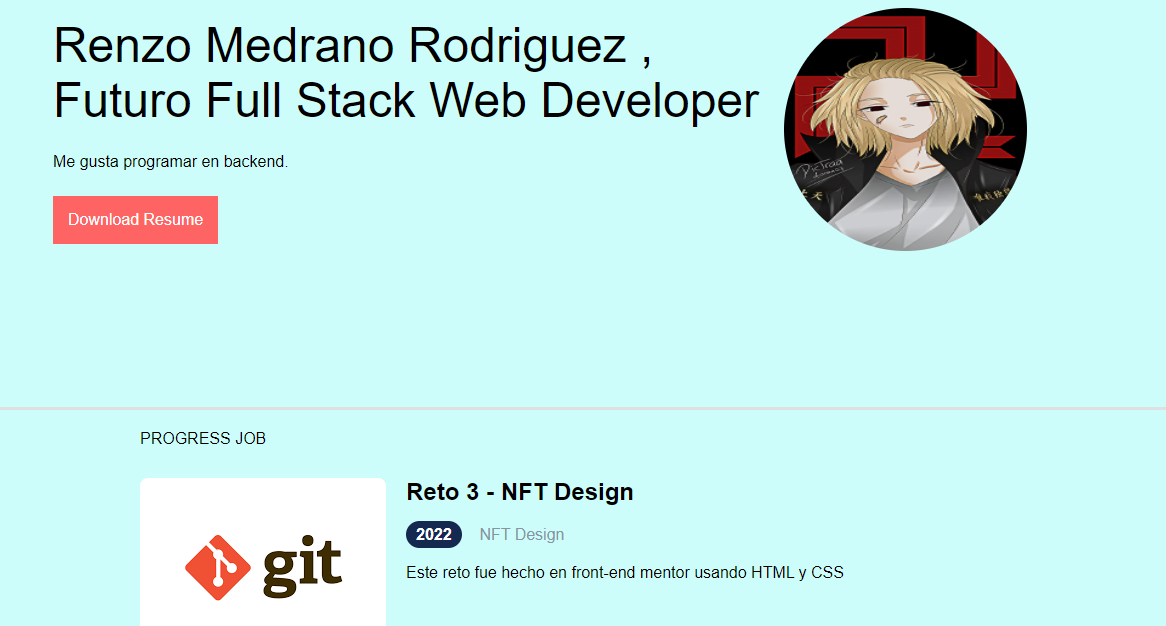 Renzo Medrano Rodriguez ,
Futuro Full Stack Web Developer
Me gusta programar en backend.
Download Resume
PROGRESS JOB
git
Reto 3 - NFT Design
2022 NFT Design
Este reto fue hecho en front-end mentor usando HTML y CSS